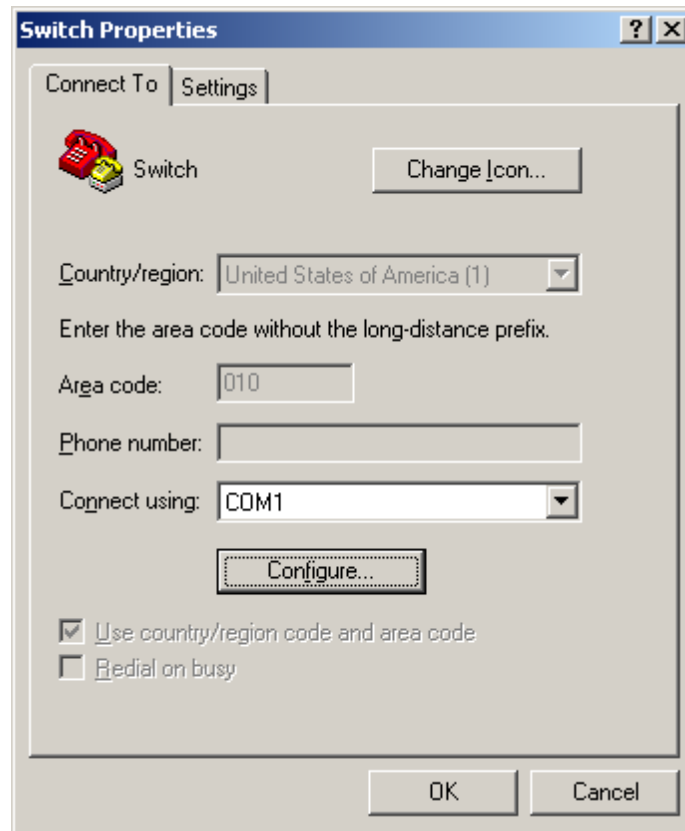 Switch Properties
Connect To Settings
Switch Change Icon...
Country/region: United States of America (1)
Enter the area code without the long-distance prefix.
Area code: 010
Phone number:
Connect using: COM1
Configure...
Use country/region code and area code
Redial on busy
OK Cancel